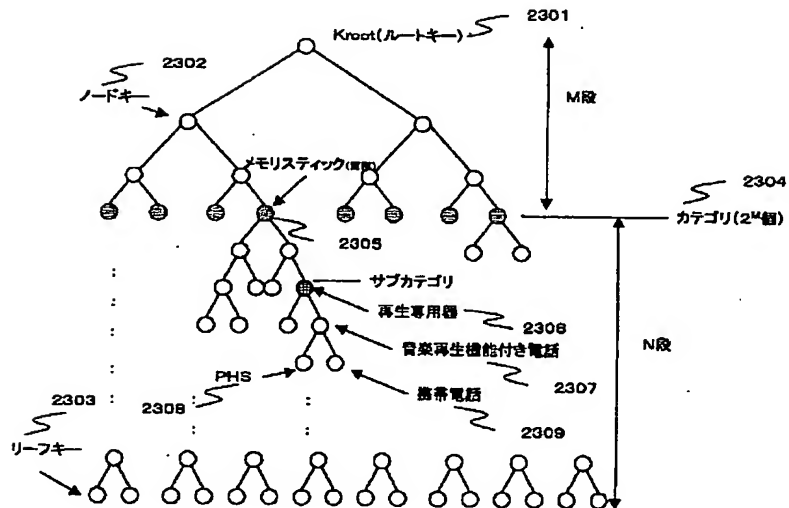 2301
Kroot(ルートキー)
2302
ノードキー
M段
メモリスティック
2304
カテゴリ(2ᴹ個)
2305
サブカテゴリ
再生専用器
2306
音楽再生機能付き電話
N段
PHS
2307
2303
2308
携帯電話
2309
リーフキー